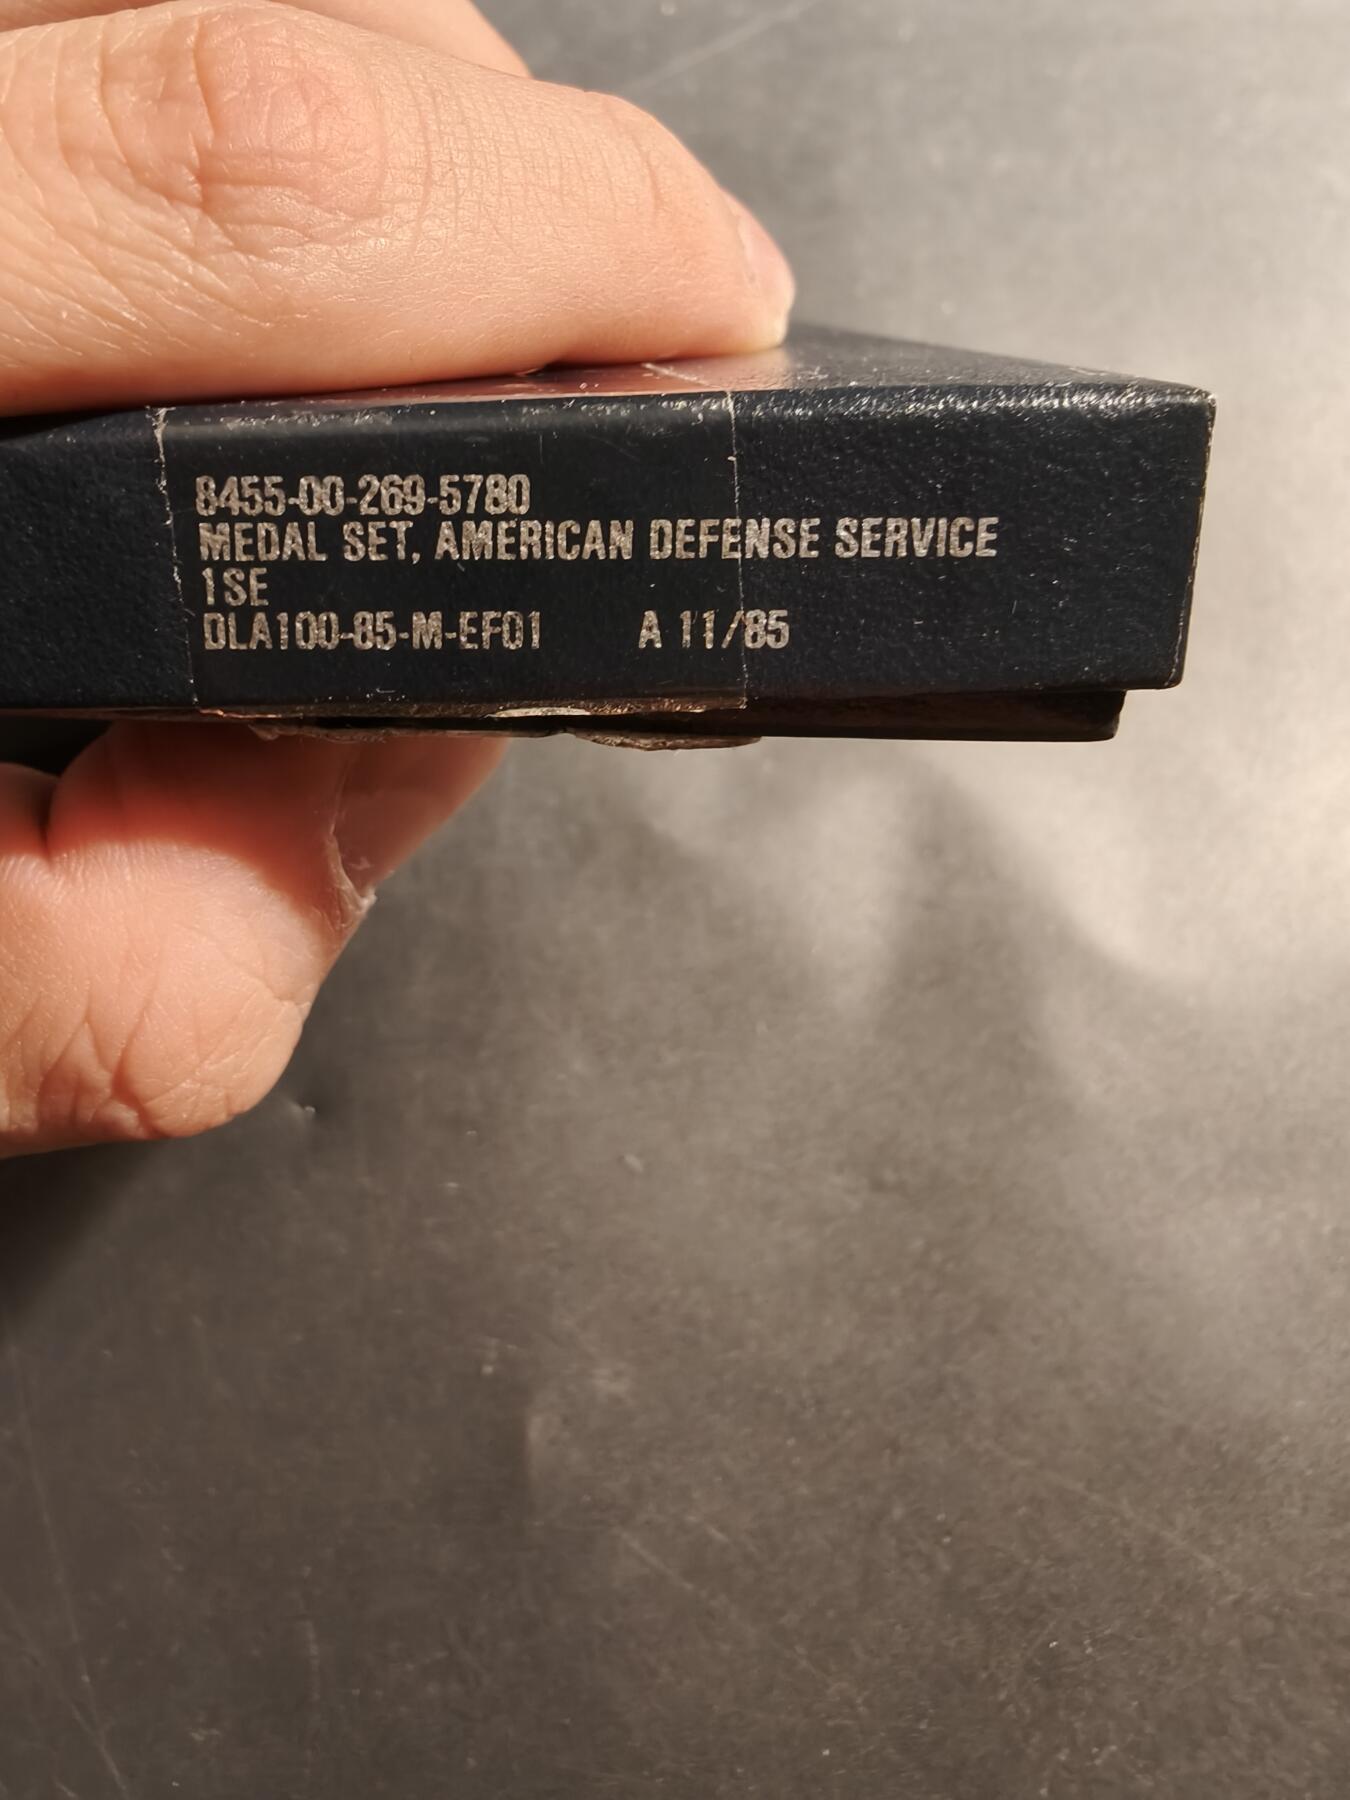 8455-00-269-5780
MEDAL SET, AMERICAN DEFENSE SERVICE
1SE
DLA100-85-M-EF01 A 11/85